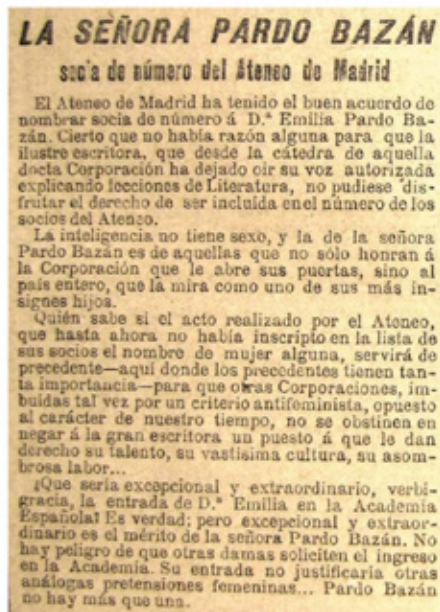 LA SEÑORA PARDO BAZÁN
socia de número del Ateneo de Madrid
El Ateneo de Madrid ha tenido el buen acuerdo de
nombrar socia de número á D.ª Emilia Pardo Ba-
zán. Cierto que no había razón alguna para que la
ilustre escritora, que desde la cátedra de aquella
docta Corporación ha dejado oir su voz autorizada
explicando lecciones de Literatura, no pudiese dis-
frutar el derecho de ser incluída en el número de los
socios del Ateneo.
La inteligencia no tiene sexo, y la de la señora
Pardo Bazán es de aquellas que no sólo honran á
la Corporación que le abre sus puertas, sino al
país entero, que la mira como uno de sus más in-
signes hijos.
Quién sabe si el acto realizado por el Ateneo,
que hasta ahora no había inscripto en la lista de
sus socios el nombre de mujer alguna, servirá de
precedente—aquí donde los precedentes tienen tan-
ta importancia—para que otras Corporaciones, im-
buídas tal vez por un criterio antifeminista, opuesto
al carácter de nuestro tiempo, no se obstinen en
negar á la gran escritora un puesto á que le dan
derecho su talento, su vastísima cultura, su asom-
brosa labor...
¡Que sería excepcional y extraordinario, verbi-
gracia, la entrada de D.ª Emilia en la Academia
Española! Es verdad; pero excepcional y extraor-
dinario es el mérito de la señora Pardo Bazán. No
hay peligro de que otras damas soliciten el ingreso
en la Academia. Su entrada no justificaría otras
análogas pretensiones femeninas... Pardo Bazán
no hay más que una.